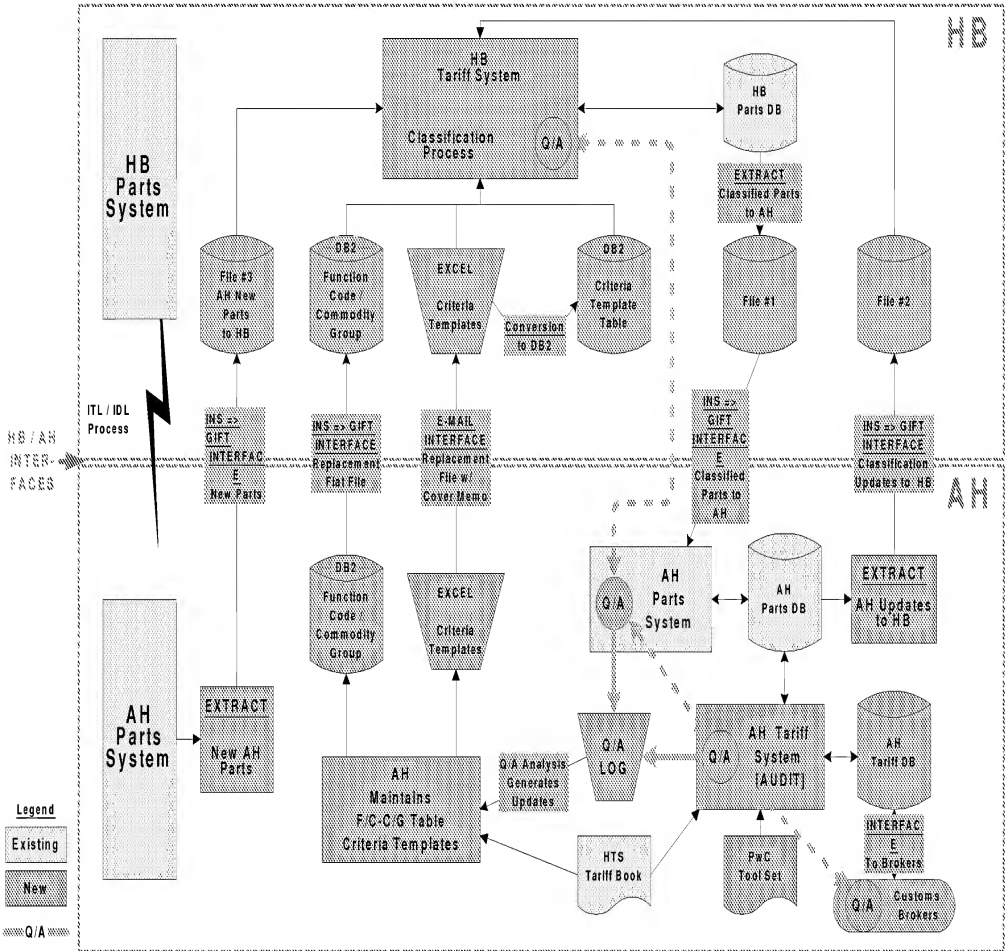 HB
HB
Tariff System
Classification
Process
Q/A
HB
Parts DB
HB
Parts
System
EXTRACT
Classified Parts
to AH
File #3
AH New
Parts
to HB
DB2
Function
Code /
Commodity
Group
EXCEL
Criteria
Templates
Conversion
to DB2
DB2
Criteria
Template
Table
File #1
File #2
ITL / IDL
Process
HB / AH
INTER-
FACES
INS =>
GIFT
INTERFAC
E
New Parts
INS => GIFT
INTERFACE
Replacement
Flat File
E-MAIL
INTERFACE
Replacement
File w/
Cover Memo
INS =>
GIFT
INTERFAC
E
Classified
Parts to
AH
INS => GIFT
INTERFACE
Classification
Updates to HB
AH
DB2
Function
Code /
Commodity
Group
EXCEL
Criteria
Templates
Q/A
AH
Parts
System
AH
Parts DB
EXTRACT
AH Updates
to HB
AH
Parts
System
EXTRACT
New AH
Parts
AH
Maintains
F/C-C/G Table
Criteria Templates
Q/A Analysis
Generates
Updates
Q/A
LOG
Q/A
AH Tariff
System
[AUDIT]
AH
Tariff DB
HTS
Tariff Book
PwC
Tool Set
INTERFAC
E
To Brokers
Q/A
Customs
Brokers
Legend
Existing
New
Q/A